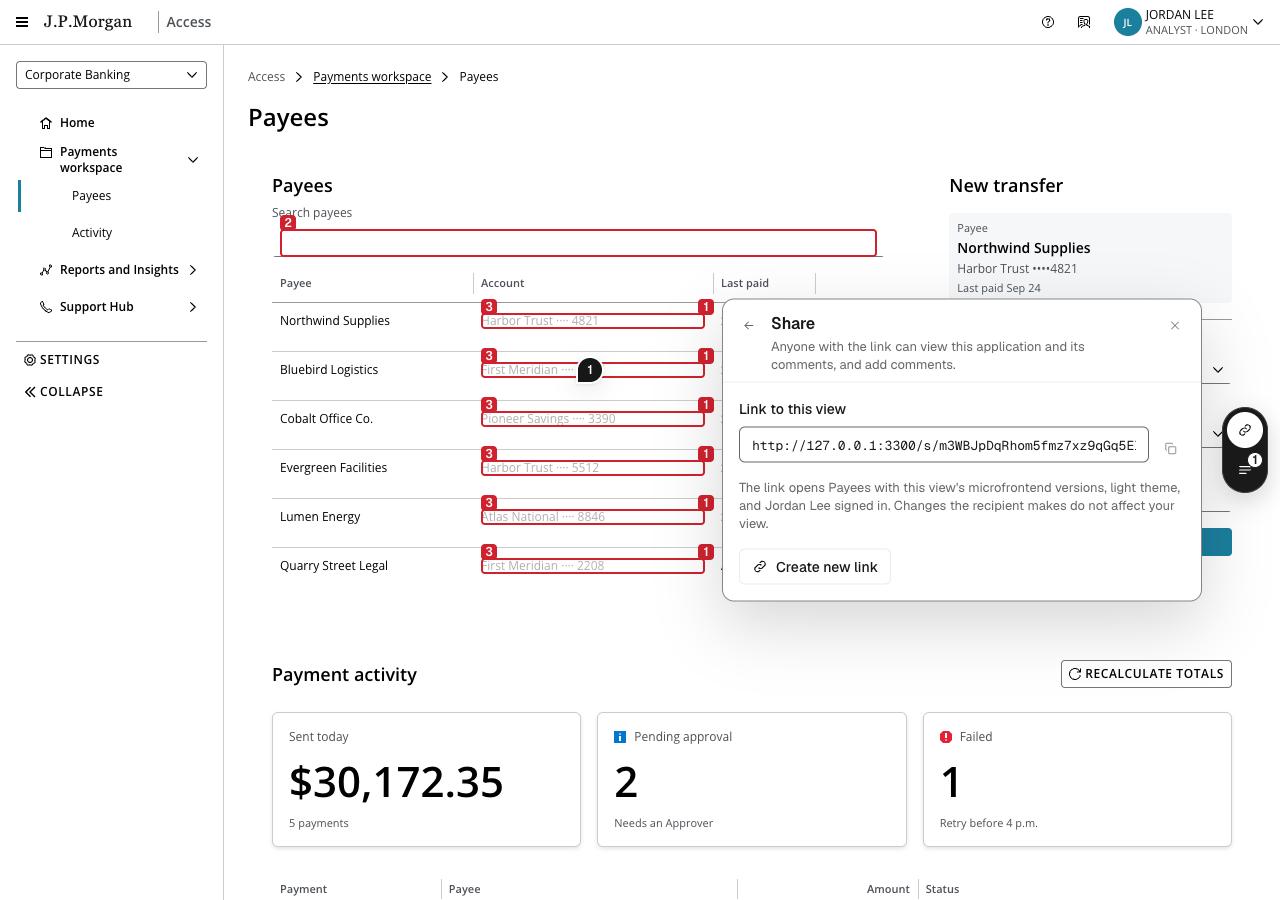 J.P.Morgan
Access
JL
JORDAN LEE
ANALYST · LONDON
Corporate Banking
Home
Payments workspace
Payees
Activity
Reports and Insights
Support Hub
SETTINGS
COLLAPSE
Access
Payments workspace
Payees
Payees
Payees
Search payees
2
Payee
Account
Last paid
Northwind Supplies
3
Harbor Trust ···· 4821
1
Bluebird Logistics
3
First Meridian ····
1
1
Cobalt Office Co.
3
Pioneer Savings ···· 3390
1
Evergreen Facilities
3
Harbor Trust ···· 5512
1
Lumen Energy
3
Atlas National ···· 8846
1
Quarry Street Legal
3
First Meridian ···· 2208
1
New transfer
Payee
Northwind Supplies
Harbor Trust ••••4821
Last paid Sep 24
Share
Anyone with the link can view this application and its
comments, and add comments.
Link to this view
http://127.0.0.1:3300/s/m3WBJpDqRhom5fmz7xz9qGq5E
The link opens Payees with this view's microfrontend versions, light theme,
and Jordan Lee signed in. Changes the recipient makes do not affect your
view.
Create new link
1
Payment activity
RECALCULATE TOTALS
Sent today
$30,172.35
5 payments
Pending approval
2
Needs an Approver
Failed
1
Retry before 4 p.m.
Payment
Payee
Amount
Status